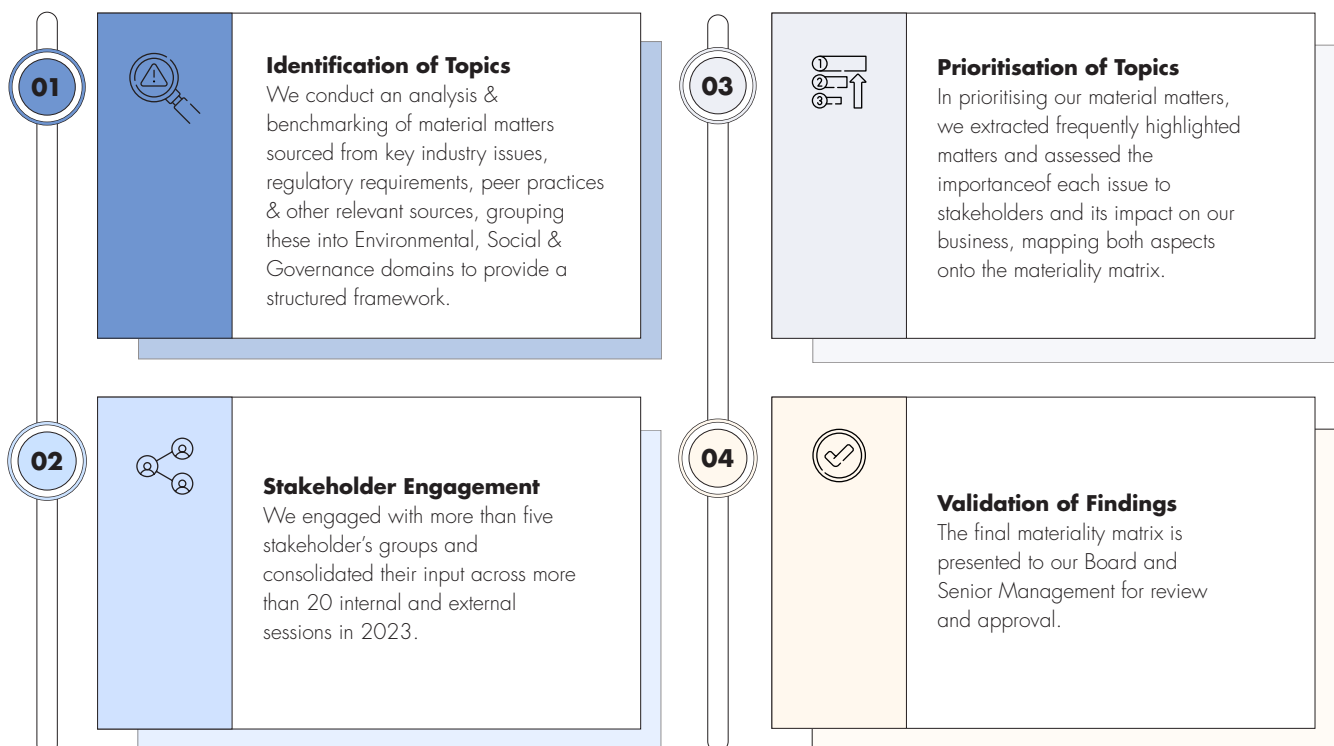 01
Identification of Topics
We conduct an analysis &
benchmarking of material matters
sourced from key industry issues,
regulatory requirements, peer practices
& other relevant sources, grouping
these into Environmental, Social &
Governance domains to provide a
structured framework.
02
Stakeholder Engagement
We engaged with more than five
stakeholder’s groups and
consolidated their input across more
than 20 internal and external
sessions in 2023.
03
1
2
3
Prioritisation of Topics
In prioritising our material matters,
we extracted frequently highlighted
matters and assessed the
importanceof each issue to
stakeholders and its impact on our
business, mapping both aspects
onto the materiality matrix.
04
Validation of Findings
The final materiality matrix is
presented to our Board and
Senior Management for review
and approval.